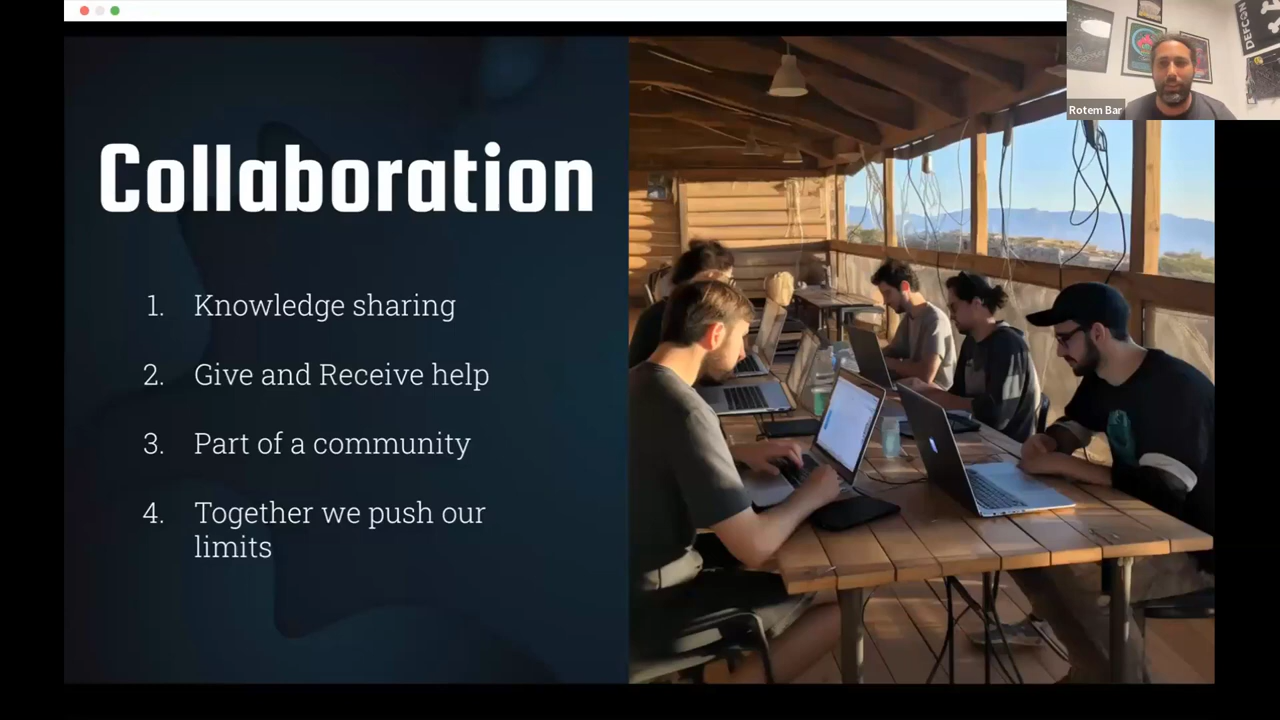 Collaboration
1. Knowledge sharing
2. Give and Receive help
3. Part of a community
4. Together we push our
limits
Rotem Bar
DEFCON